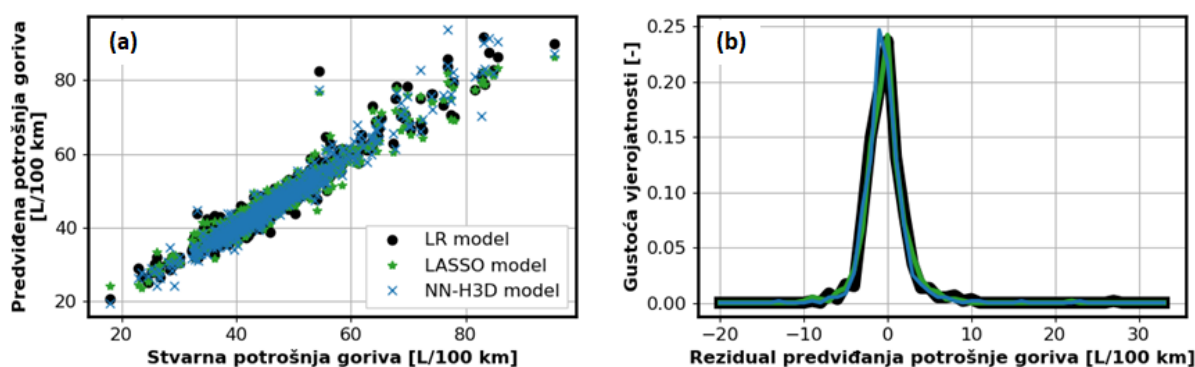 (a)
Predviđena potrošnja goriva
[L/100 km]
80
60
40
20
LR model
LASSO model
NN-H3D model
20
40
60
80
Stvarna potrošnja goriva [L/100 km]
(b)
Gustoća vjerojatnosti [-]
0.25
0.20
0.15
0.10
0.05
0.00
−20
−10
0
10
20
30
Rezidual predviđanja potrošnje goriva [L/100 km]